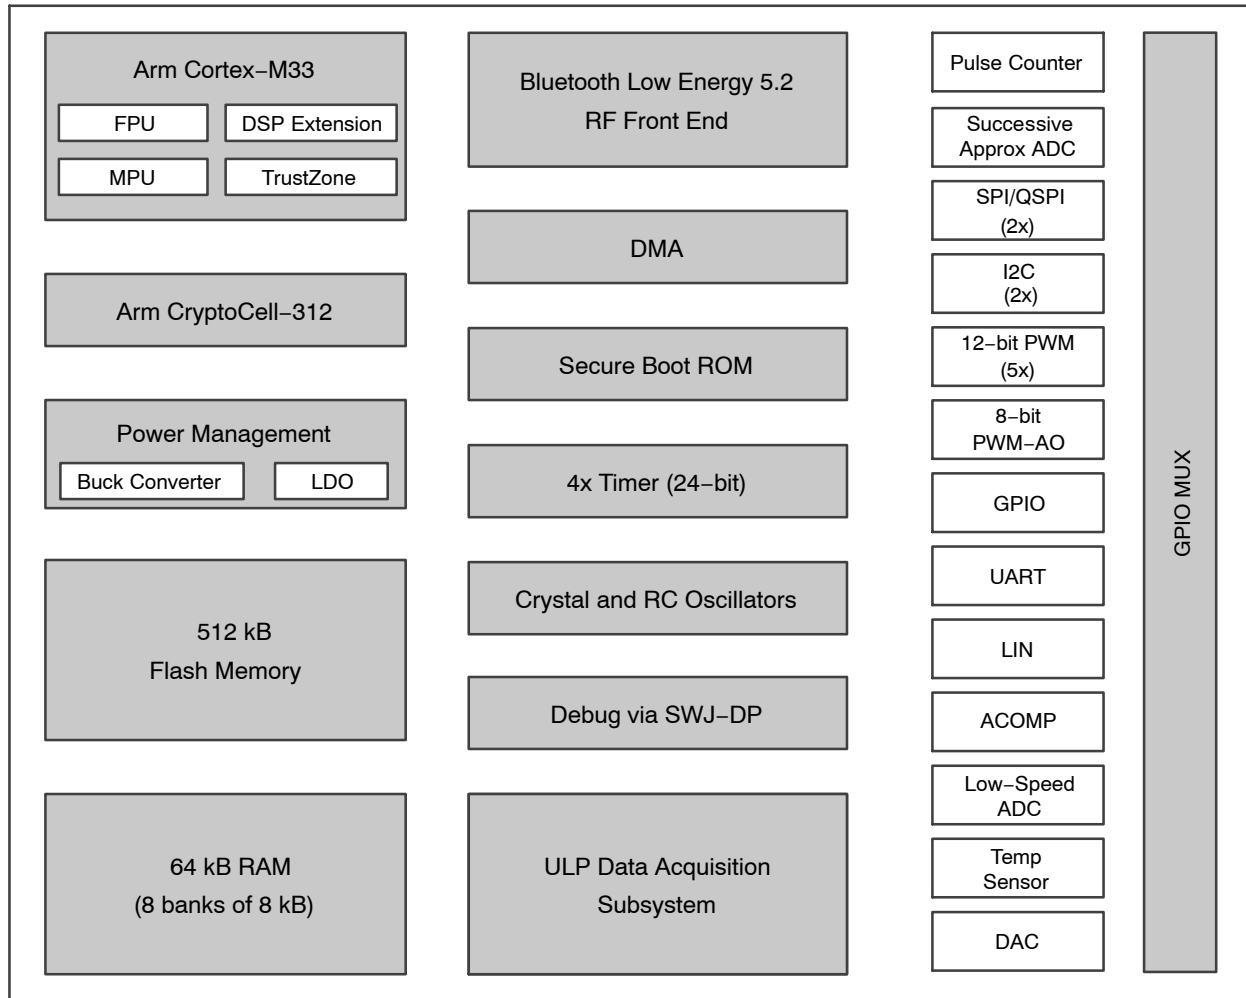 Arm Cortex−M33
FPU
DSP Extension
MPU
TrustZone
Arm CryptoCell−312
Power Management
Buck Converter
LDO
512 kB
Flash Memory
64 kB RAM
(8 banks of 8 kB)
Bluetooth Low Energy 5.2
RF Front End
DMA
Secure Boot ROM
4x Timer (24−bit)
Crystal and RC Oscillators
Debug via SWJ−DP
ULP Data Acquisition
Subsystem
Pulse Counter
Successive
Approx ADC
SPI/QSPI
(2x)
I2C
(2x)
12−bit PWM
(5x)
8−bit
PWM−AO
GPIO
UART
LIN
ACOMP
Low−Speed
ADC
Temp
Sensor
DAC
GPIO MUX